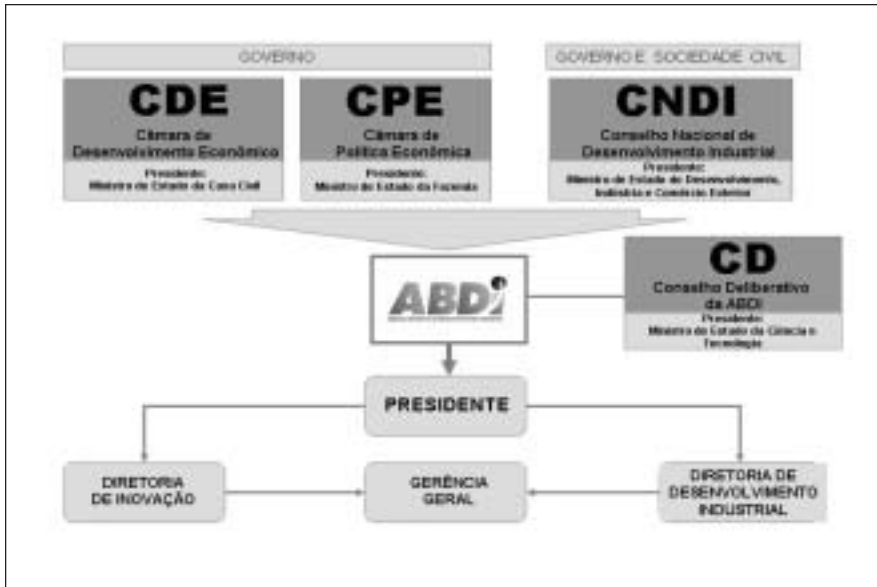 GOVERNO
GOVERNO E SOCIEDADE CIVIL
CDE
Câmara de
Desenvolvimento Econômico
Presidente:
Ministro de Estado da Casa Civil
CPE
Câmara de
Política Econômica
Presidente:
Ministro de Estado da Fazenda
CNDI
Conselho Nacional de
Desenvolvimento Industrial
Presidente:
Ministro de Estado do Desenvolvimento,
Indústria e Comércio Exterior
ABDi
CD
Conselho Deliberativo
da ABDI
Presidente:
Ministro de Estado da Ciência e
Tecnologia
PRESIDENTE
DIRETORIA
DE INOVAÇÃO
GERÊNCIA
GERAL
DIRETORIA DE
DESENVOLVIMENTO
INDUSTRIAL